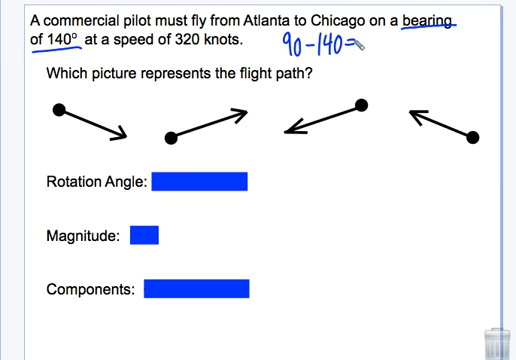 A commercial pilot must fly from Atlanta to Chicago on a bearing
of 140° at a speed of 320 knots.
90-140=
Which picture represents the flight path?
Rotation Angle:
Magnitude:
Components: